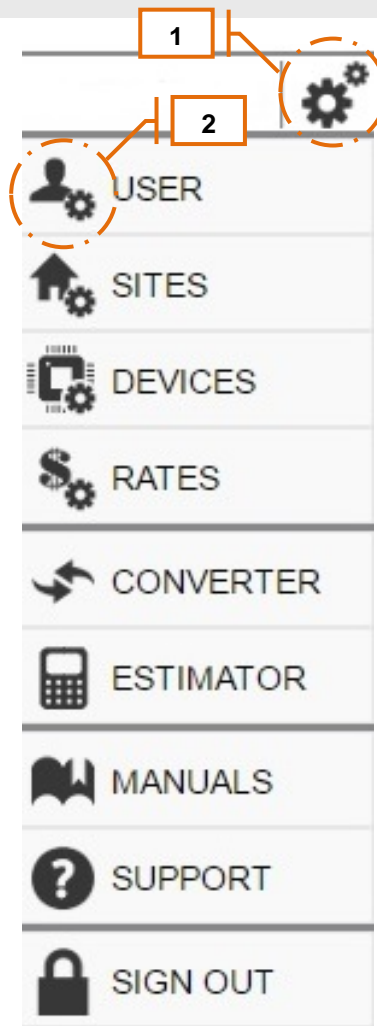 1
2
USER
SITES
DEVICES
$ RATES
CONVERTER
ESTIMATOR
MANUALS
? SUPPORT
SIGN OUT